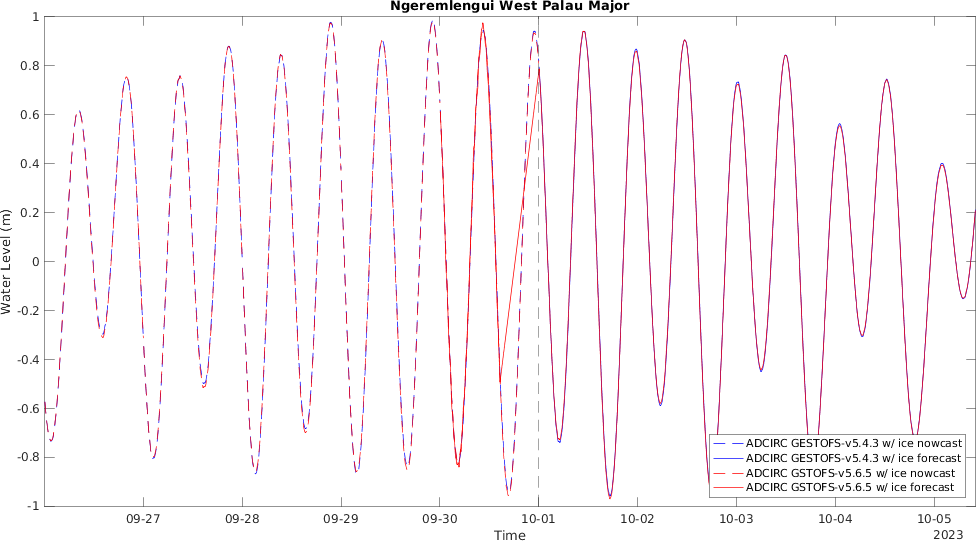 Ngeremlengui West Palau Major
Water Level (m)
1
0.8
0.6
0.4
0.2
0
-0.2
-0.4
-0.6
-0.8
-1
ADCIRC GESTOFS-v5.4.3 w/ ice nowcast
ADCIRC GESTOFS-v5.4.3 w/ ice forecast
ADCIRC GSTOFS-v5.6.5 w/ ice nowcast
ADCIRC GSTOFS-v5.6.5 w/ ice forecast
09-27 09-28 09-29 09-30 10-01 10-02 10-03 10-04 10-05
2023
Time